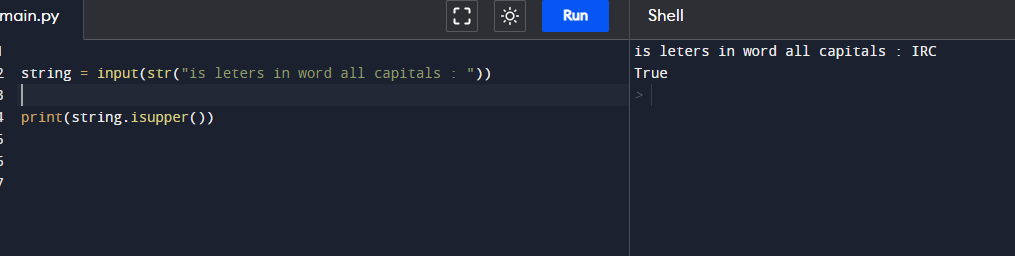 main.py
Run
Shell
1
2 string = input(str("is leters in word all capitals : "))
3
4 print(string.isupper())
5
6
7
is leters in word all capitals : IRC
True
>